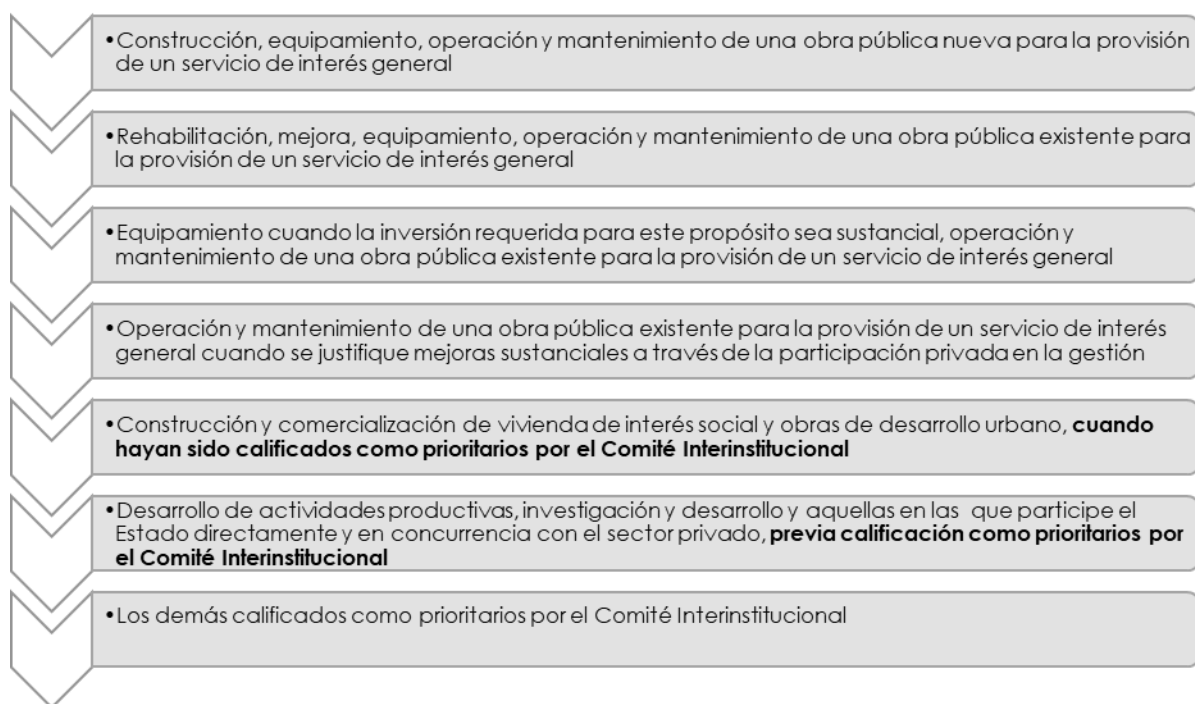 •Construcción, equipamiento, operación y mantenimiento de una obra pública nueva para la provisión
de un servicio de interés general
•Rehabilitación, mejora, equipamiento, operación y mantenimiento de una obra pública existente para
la provisión de un servicio de interés general
•Equipamiento cuando la inversión requerida para este propósito sea sustancial, operación y
mantenimiento de una obra pública existente para la provisión de un servicio de interés general
•Operación y mantenimiento de una obra pública existente para la provisión de un servicio de interés
general cuando se justifique mejoras sustanciales a través de la participación privada en la gestión
•Construcción y comercialización de vivienda de interés social y obras de desarrollo urbano, cuando
hayan sido calificados como prioritarios por el Comité Interinstitucional
•Desarrollo de actividades productivas, investigación y desarrollo y aquellas en las que participe el
Estado directamente y en concurrencia con el sector privado, previa calificación como prioritarios por
el Comité Interinstitucional
•Los demás calificados como prioritarios por el Comité Interinstitucional